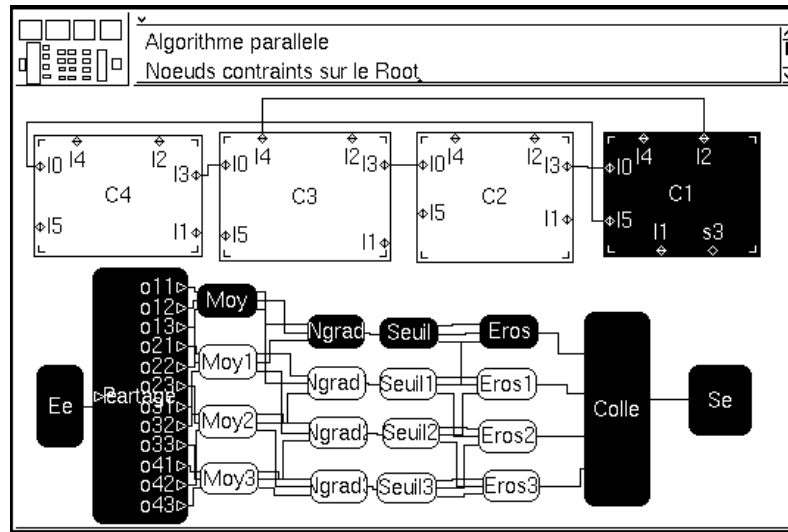 Algorithme parallele
Noeuds contraints sur le Root
I0 I4 I2 I3 C4 I5 I1
I0 I4 I2 I3 C3 I5 I1
I0 I4 I2 I3 C2 I5 I1
I0 I4 I2 C1 I5 I1 s3
Ee
Partage
o11
o12
o13
o21
o22
o23
o31
o32
o33
o41
o42
o43
Moy Ngrad Seuil Eros
Moy1 Ngrad Seuil1 Eros1
Moy2 Ngrad2 Seuil2 Eros2
Moy3 Ngrad3 Seuil3 Eros3
Colle
Se